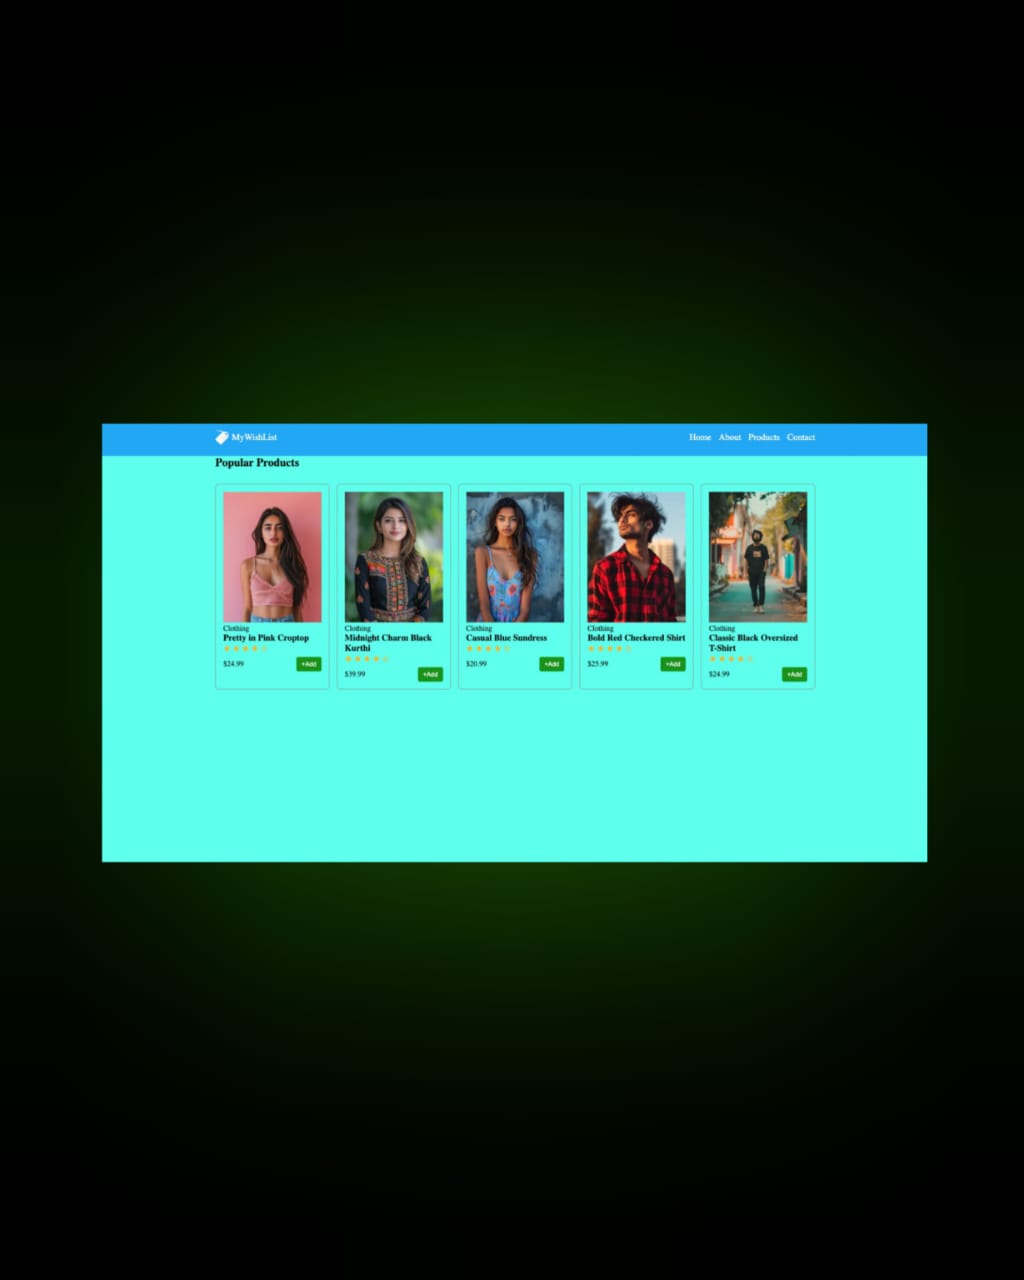 MyWishList
Home About Products Contact
Popular Products
Clothing
Pretty in Pink Croptop
$24.99
+Add
Clothing
Midnight Charm Black
Kurthi
$39.99
+Add
Clothing
Casual Blue Sundress
$20.99
+Add
Clothing
Bold Red Checkered Shirt
$25.99
+Add
Clothing
Classic Black Oversized
T-Shirt
$24.99
+Add